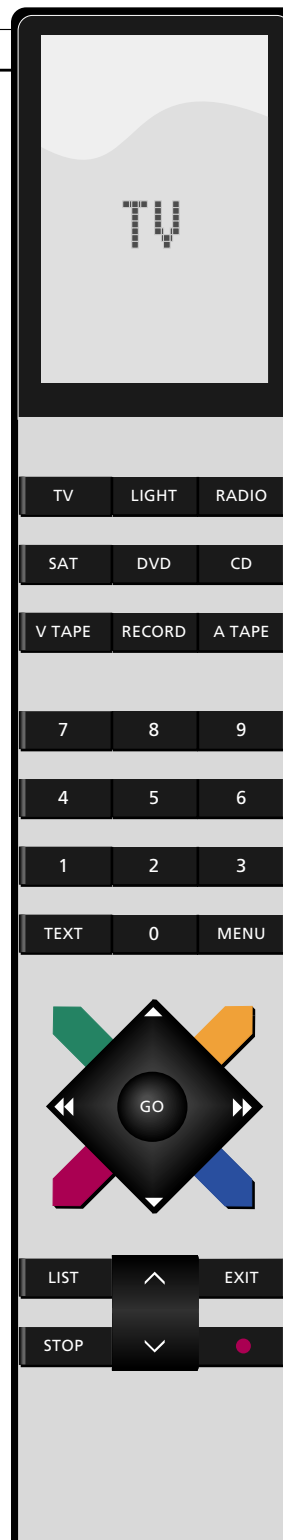 TV
TV LIGHT RADIO
SAT DVD CD
V TAPE RECORD A TAPE
7 8 9
4 5 6
1 2 3
TEXT 0 MENU
GO
LIST EXIT
STOP